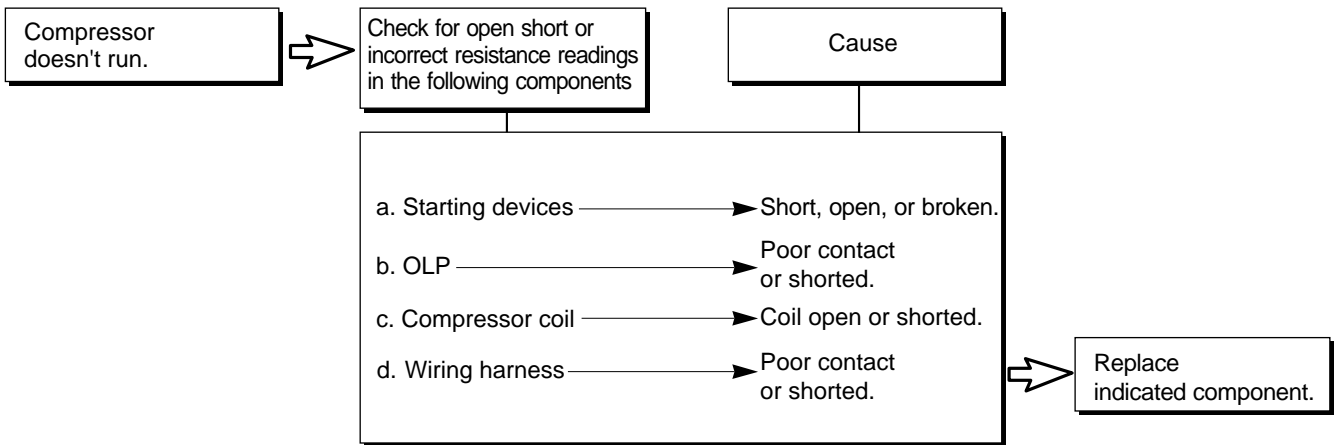 Compressor
doesn't run.
Check for open short or
incorrect resistance readings
in the following components
Cause
a. Starting devices
Short, open, or broken.
b. OLP
Poor contact
or shorted.
c. Compressor coil
Coil open or shorted.
d. Wiring harness
Poor contact
or shorted.
Replace
indicated component.